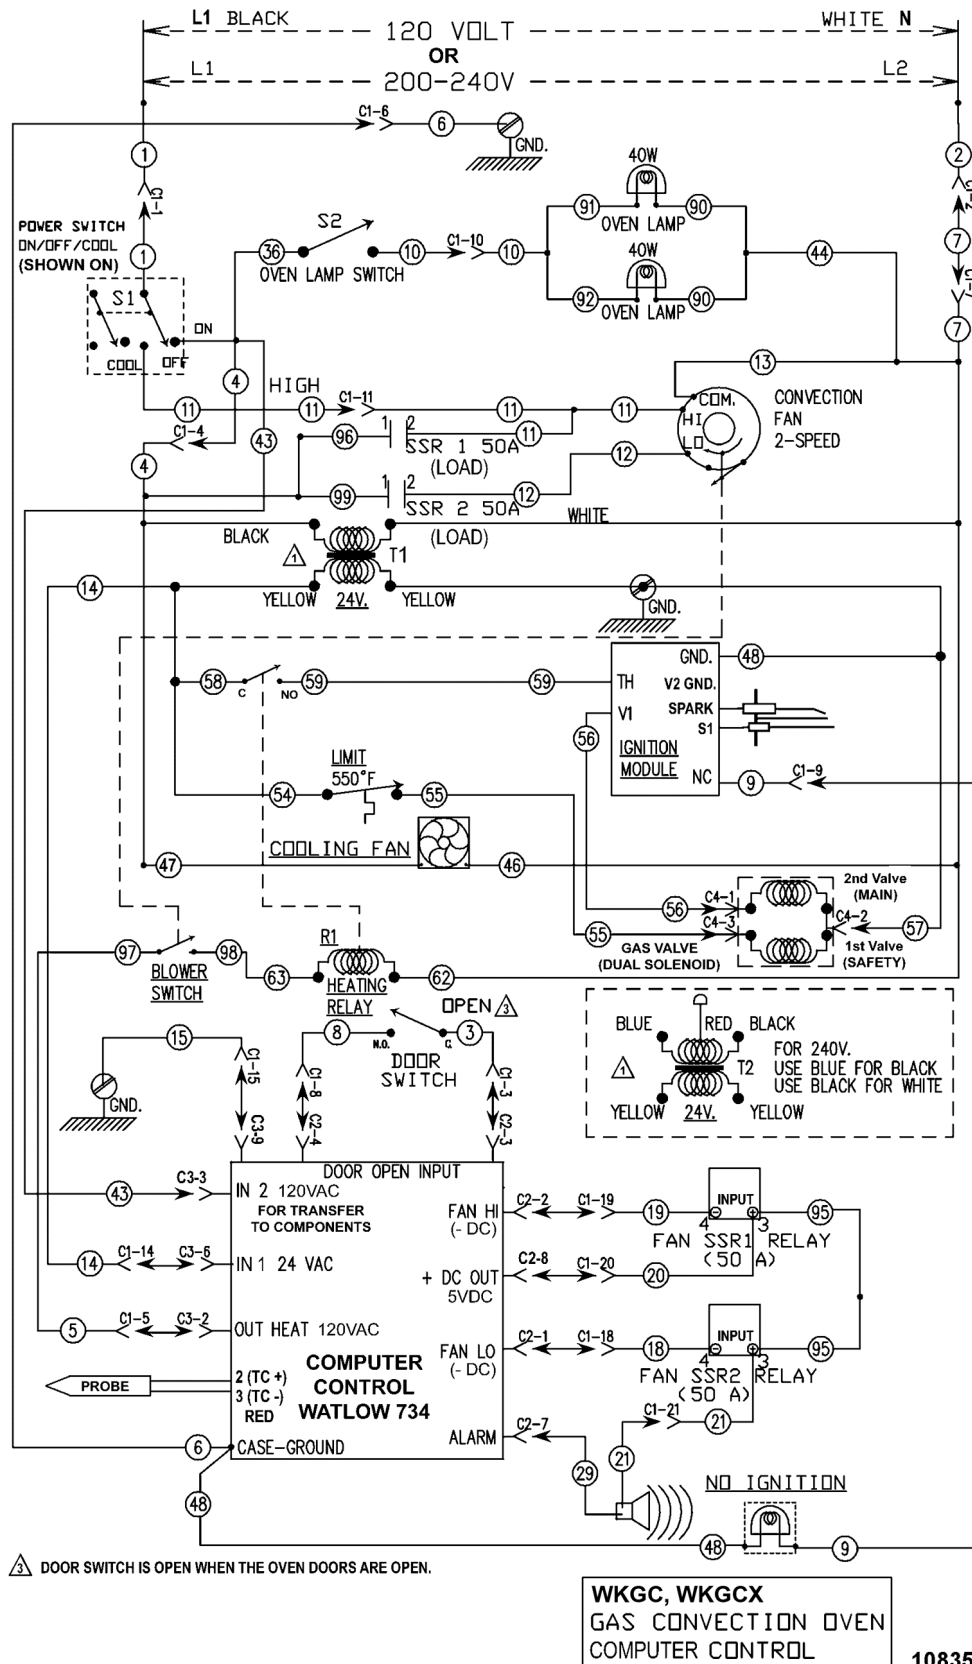 L1 BLACK
WHITE N
120 VOLT
OR
L1
L2
200-240V
C1-6
6
GND.
1
2
C1-1
C1-2
40W
91
90
OVEN LAMP
POWER SWITCH
ON/OFF/COOL
(SHOWN ON)
1
S2
36
10
C1-10
10
44
7
OVEN LAMP SWITCH
40W
92
90
OVEN LAMP
7
S1
ON
COOL
OFF
13
4
HIGH
11
11
C1-11
11
11
COM.
HI
LO
CONVECTION
FAN
2-SPEED
C1-4
43
96
1
2
11
SSR 1 50A
(LOAD)
4
12
99
1
2
12
SSR 2 50A
(LOAD)
BLACK
WHITE
1
T1
14
YELLOW
24V.
YELLOW
GND.
GND.
48
58
C
NO
59
59
TH
V2 GND.
SPARK
V1
S1
56
IGNITION
MODULE
NC
9
C1-9
LIMIT
550°F
54
55
COOLING FAN
47
46
2nd Valve
(MAIN)
56
C4-1
C4-3
C4-2
57
55
GAS VALVE
(DUAL SOLENOID)
1st Valve
(SAFETY)
97
98
BLOWER
SWITCH
63
R1
HEATING
RELAY
62
OPEN 3
8
N.O.
C.
3
DOOR
SWITCH
15
GND.
C1-15
C3-9
C1-8
C2-4
C1-3
C2-3
BLUE
RED
BLACK
1
T2
YELLOW
24V.
YELLOW
FOR 240V.
USE BLUE FOR BLACK
USE BLACK FOR WHITE
DOOR OPEN INPUT
43
C3-3
IN 2 120VAC
FOR TRANSFER
TO COMPONENTS
FAN HI
(- DC)
C2-2
C1-19
19
INPUT
4
3
95
FAN SSR1 RELAY
(50 A)
14
C1-14
C3-6
IN 1 24 VAC
+ DC OUT
5VDC
C2-8
C1-20
20
5
C1-5
C3-2
OUT HEAT 120VAC
FAN LO
(- DC)
C2-1
C1-18
18
INPUT
4
3
95
FAN SSR2 RELAY
(50 A)
PROBE
2 (TC +)
3 (TC -)
RED
COMPUTER
CONTROL
WATLOW 734
C1-21
21
6
CASE-GROUND
ALARM
C2-7
29
21
48
NO IGNITION
48
9
3 DOOR SWITCH IS OPEN WHEN THE OVEN DOORS ARE OPEN.
WKGC, WKGCX
GAS CONVECTION OVEN
COMPUTER CONTROL